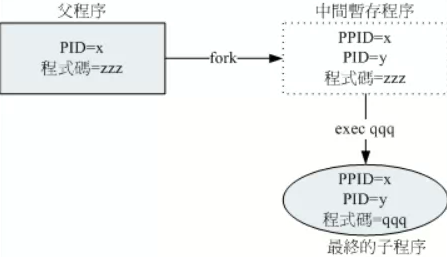 父程序
PID=x
程式碼=zzz
fork
中間暫存程序
PPID=x
PID=y
程式碼=zzz
exec qqq
PPID=x
PID=y
程式碼=qqq
最終的子程序